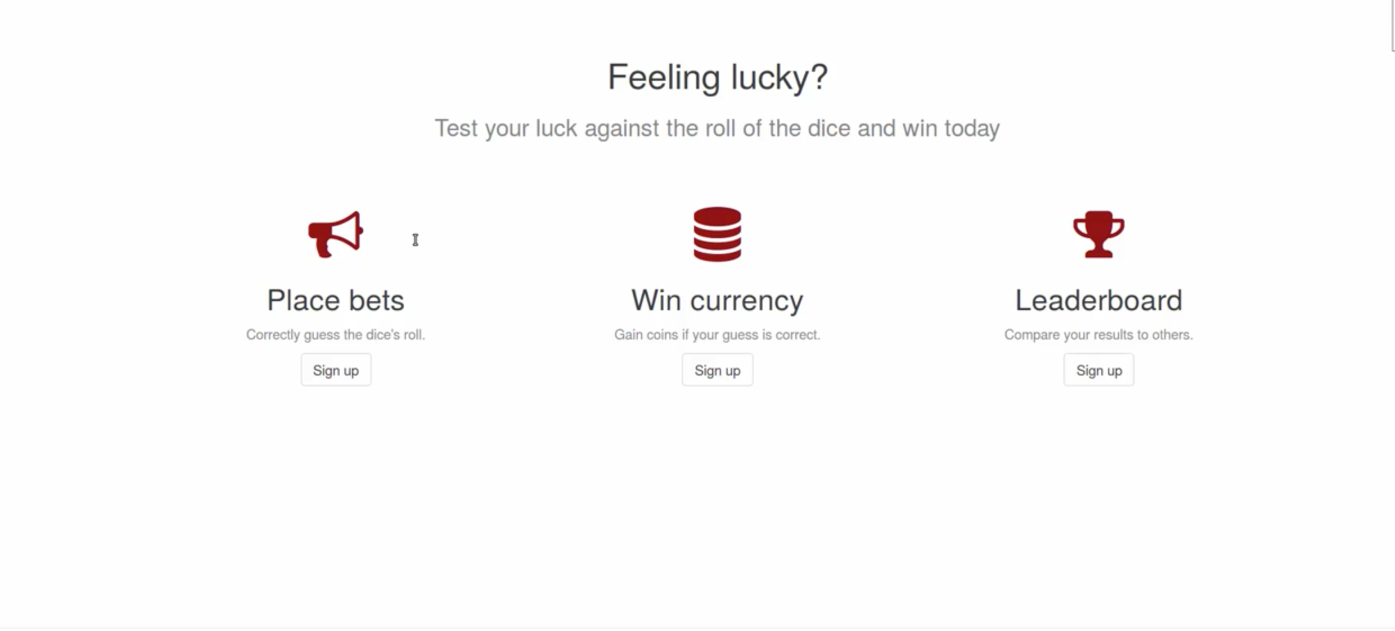 Feeling lucky?
Test your luck against the roll of the dice and win today
Place bets
Correctly guess the dice's roll.
Sign up
Win currency
Gain coins if your guess is correct.
Sign up
Leaderboard
Compare your results to others.
Sign up